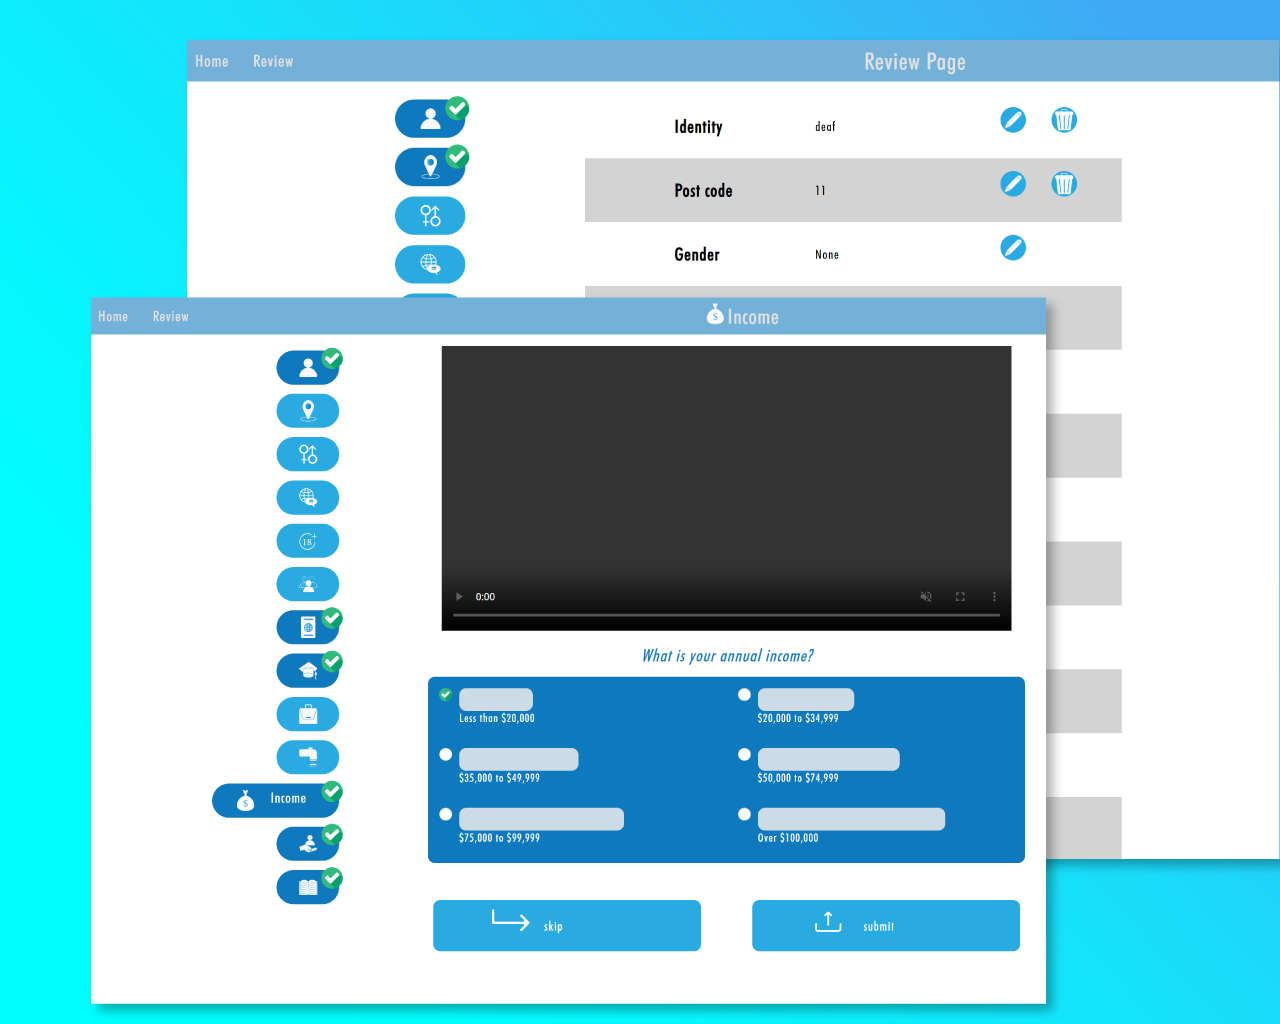 Home Review Review Page
Identity deaf
Post code 11
Gender None
Home Review Income
18+
0:00
What is your annual income?
Less than $20,000 $20,000 to $34,999
$35,000 to $49,999 $50,000 to $74,999
$75,000 to $99,999 Over $100,000
$ Income
skip submit